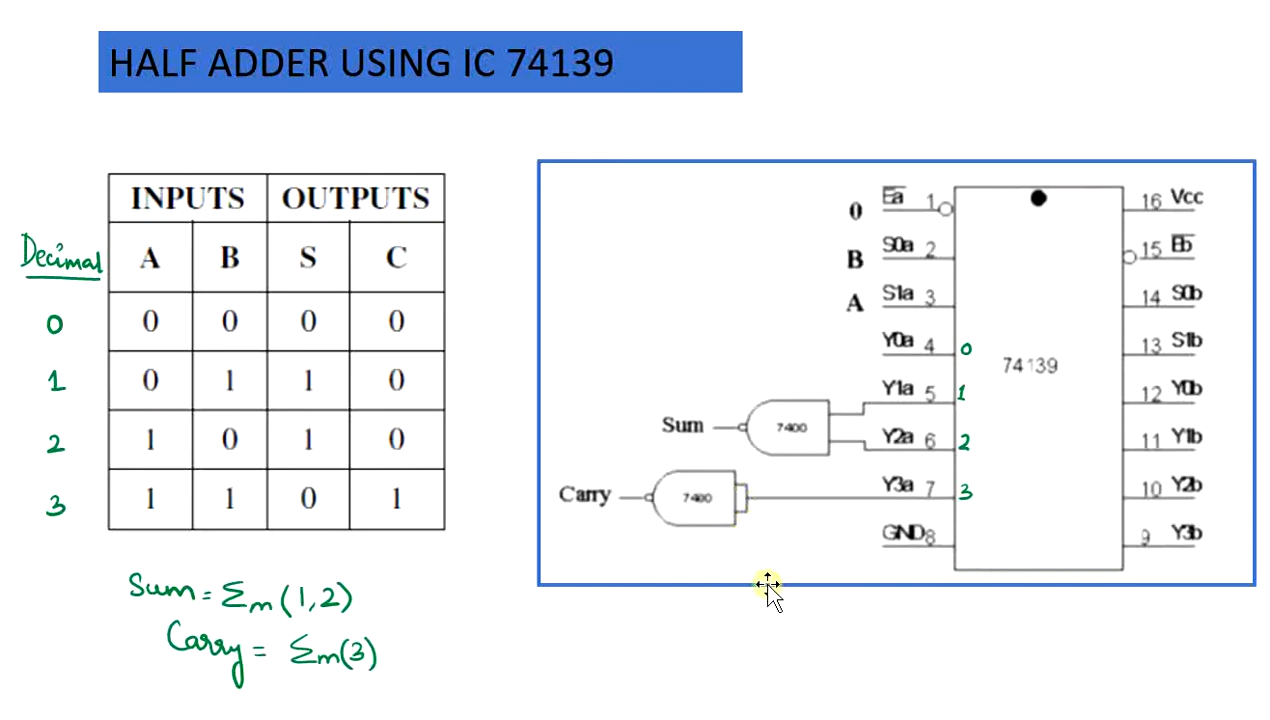 HALF ADDER USING IC 74139
INPUTS OUTPUTS
Decimal A B S C
0 0 0 0 0
1 0 1 1 0
2 1 0 1 0
3 1 1 0 1
Sum = Σm (1,2)
Carry = Σm(3)
0 Ea 1 16 Vcc
B S0a 2 15 Eb
A S1a 3 14 S0b
Y0a 4 0 13 S1b
74139
Y1a 5 1 12 Y0b
Sum 7400 Y2a 6 2 11 Y1b
Carry 7400 Y3a 7 3 10 Y2b
GND 8 9 Y3b